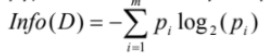 Info(D) = −∑_{i=1}^{m} p_i log_2(p_i)